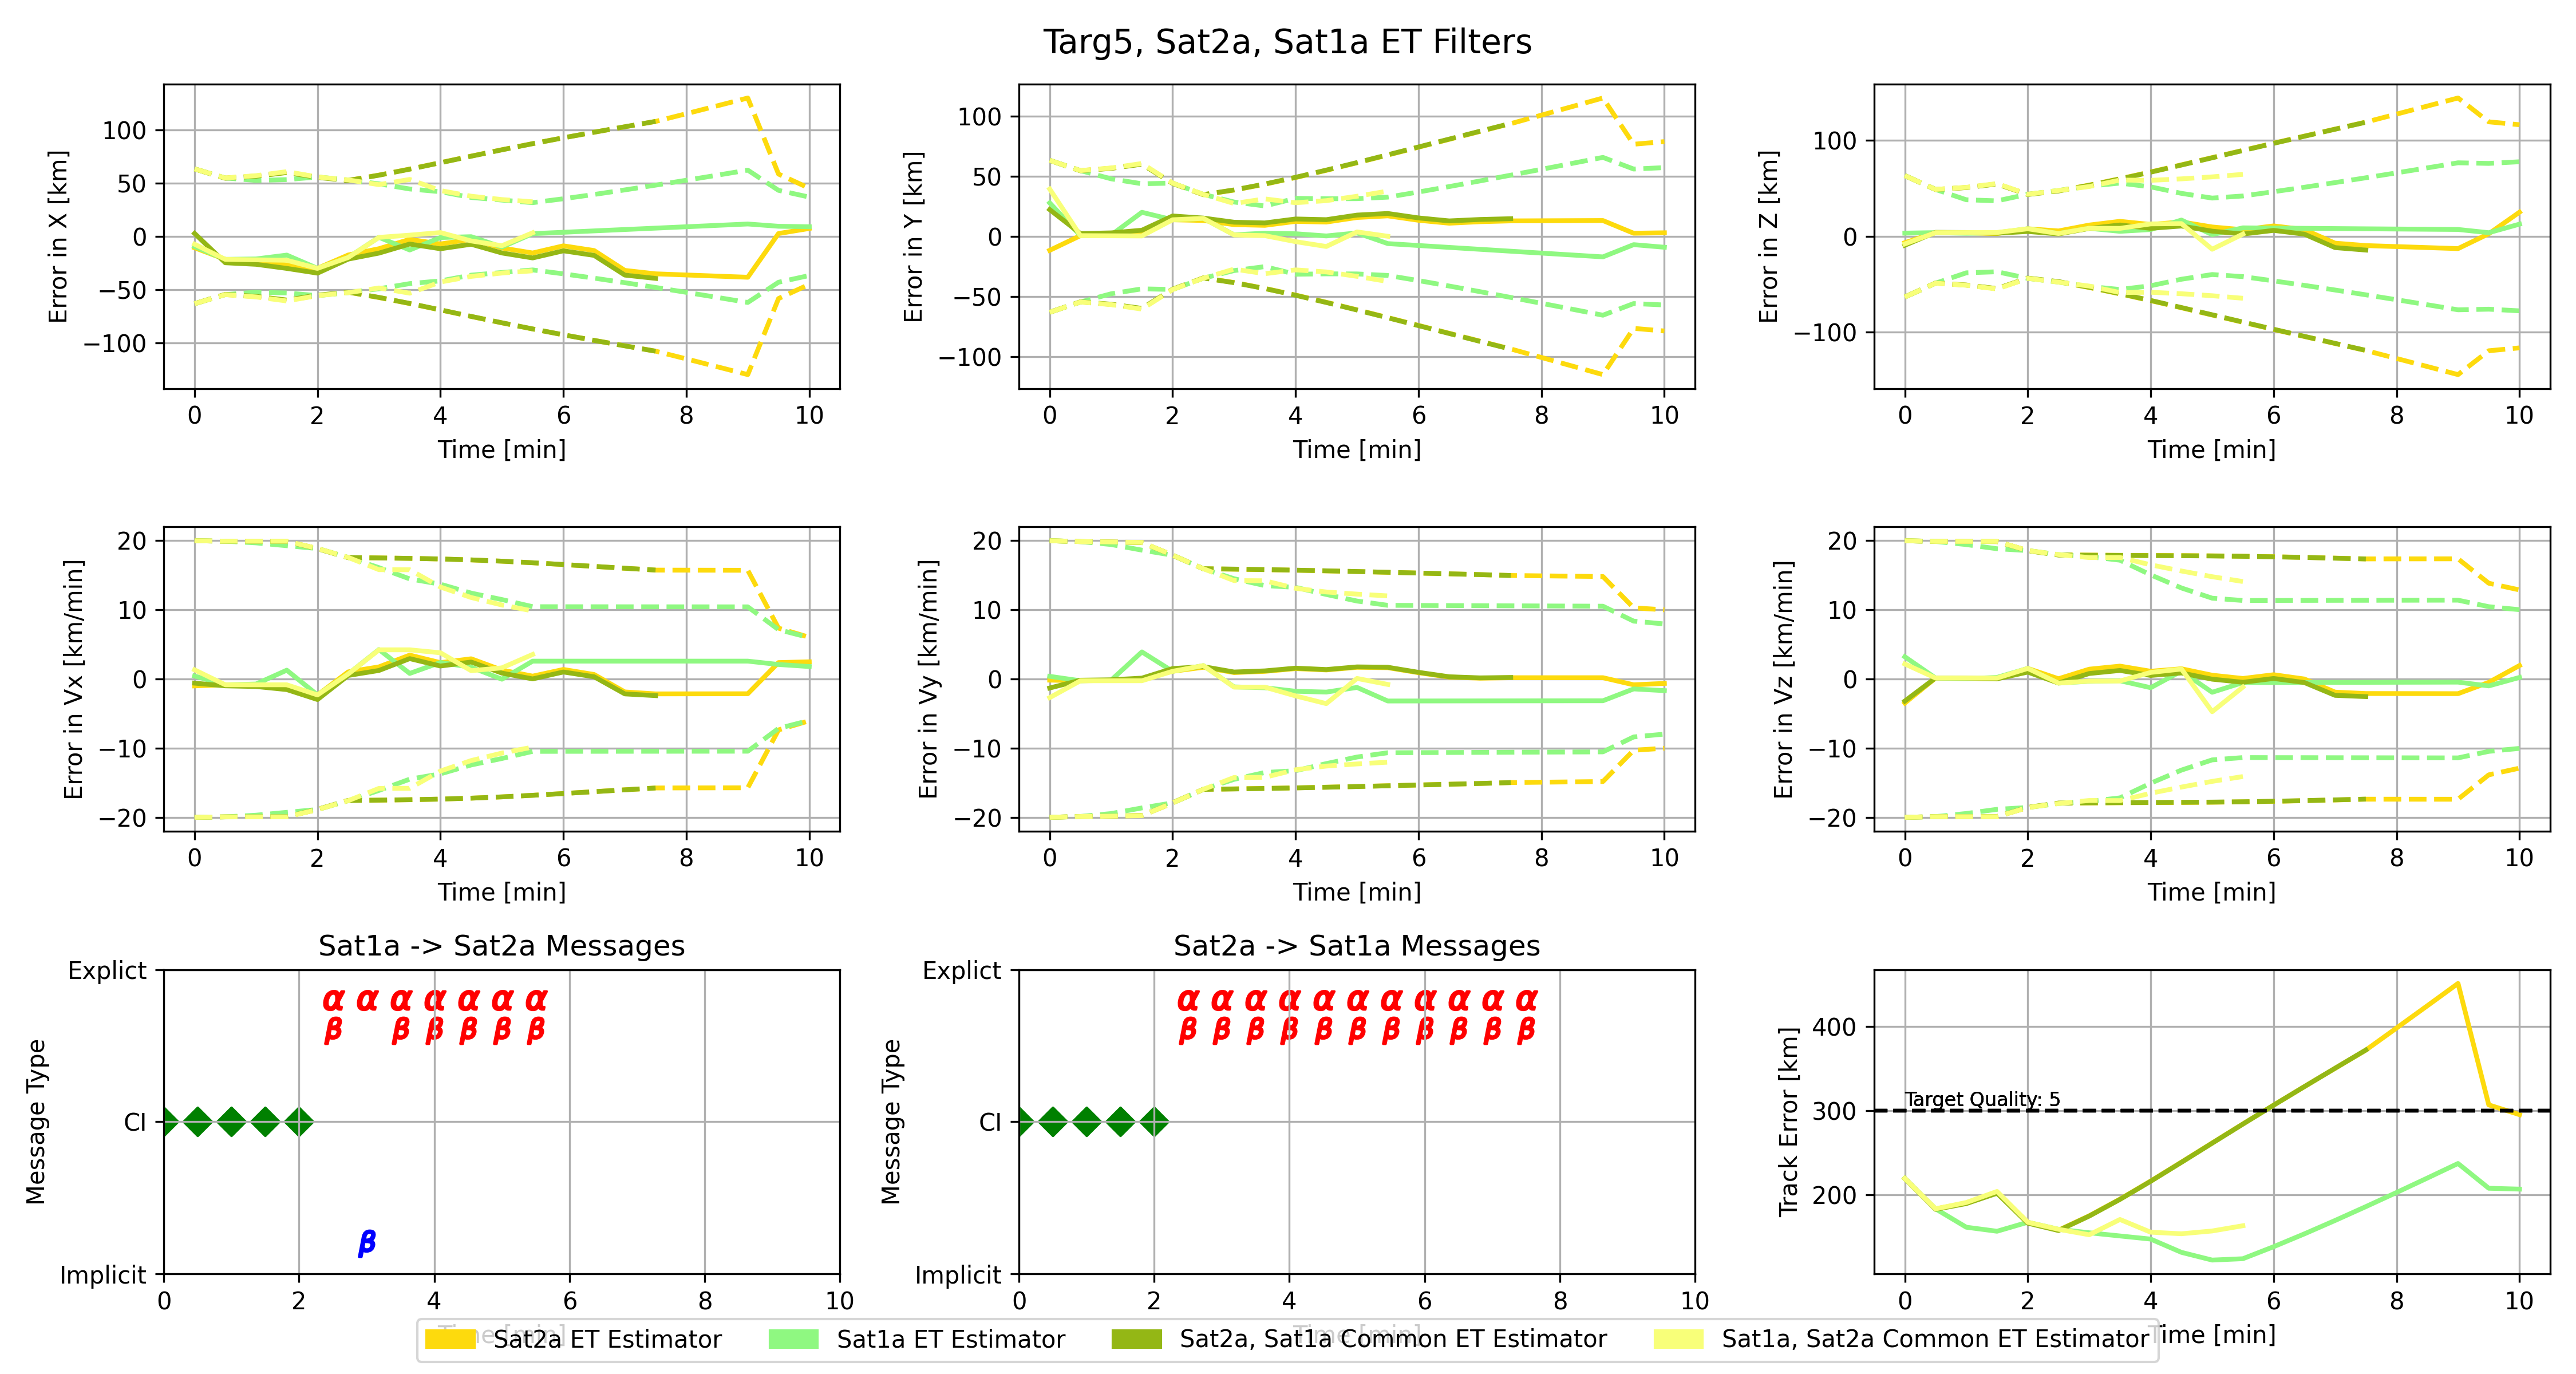 Targ5, Sat2a, Sat1a ET Filters
Error in X [km]
100
50
0
−50
−100
0 2 4 6 8 10
Time [min]
Error in Y [km]
100
50
0
−50
−100
0 2 4 6 8 10
Time [min]
Error in Z [km]
100
0
−100
0 2 4 6 8 10
Time [min]
Error in Vx [km/min]
20
10
0
−10
−20
0 2 4 6 8 10
Time [min]
Error in Vy [km/min]
20
10
0
−10
−20
0 2 4 6 8 10
Time [min]
Error in Vz [km/min]
20
10
0
−10
−20
0 2 4 6 8 10
Time [min]
Sat1a -> Sat2a Messages
Message Type
Explict
α α α α α α α
β β β β β β
CI
β
Implicit
0 2 4 6 8 10
Time [min]
Sat2a -> Sat1a Messages
Message Type
Explict
α α α α α α α α α α α
β β β β β β β β β β β
CI
Implicit
0 2 4 6 8 10
Time [min]
Track Error [km]
400
300
200
Target Quality: 5
0 2 4 6 8 10
Time [min]
Sat2a ET Estimator
Sat1a ET Estimator
Sat2a, Sat1a Common ET Estimator
Sat1a, Sat2a Common ET Estimator